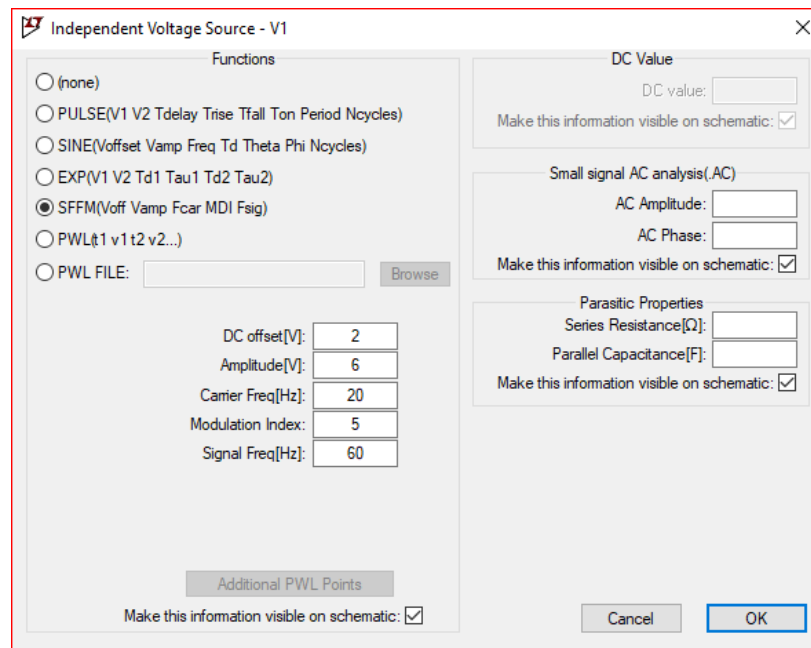 Independent Voltage Source - V1
Functions
(none)
PULSE(V1 V2 Tdelay Trise Tfall Ton Period Ncycles)
SINE(Voffset Vamp Freq Td Theta Phi Ncycles)
EXP(V1 V2 Td1 Tau1 Td2 Tau2)
SFFM(Voff Vamp Fcar MDI Fsig)
PWL(t1 v1 t2 v2...)
PWL FILE:
Browse
DC offset[V]: 2
Amplitude[V]: 6
Carrier Freq[Hz]: 20
Modulation Index: 5
Signal Freq[Hz]: 60
Additional PWL Points
Make this information visible on schematic:
DC Value
DC value:
Make this information visible on schematic:
Small signal AC analysis(.AC)
AC Amplitude:
AC Phase:
Make this information visible on schematic:
Parasitic Properties
Series Resistance[Ω]:
Parallel Capacitance[F]:
Make this information visible on schematic:
Cancel
OK